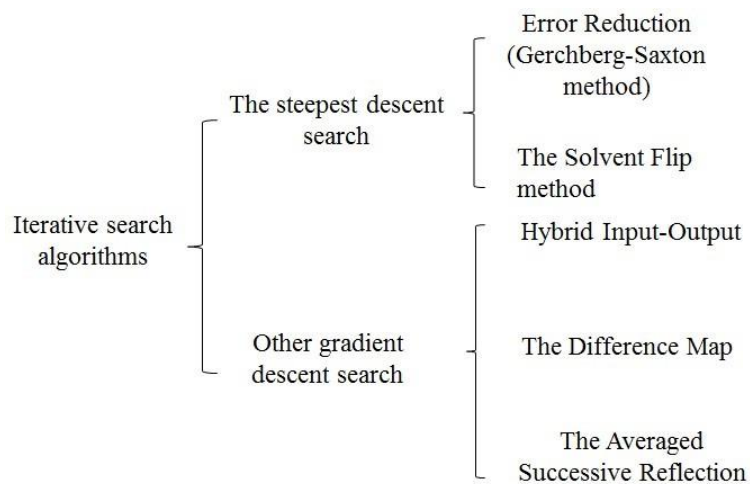 Error Reduction
(Gerchberg-Saxton
method)
The steepest descent
search
The Solvent Flip
method
Iterative search
algorithms
Hybrid Input-Output
Other gradient
descent search
The Difference Map
The Averaged
Successive Reflection